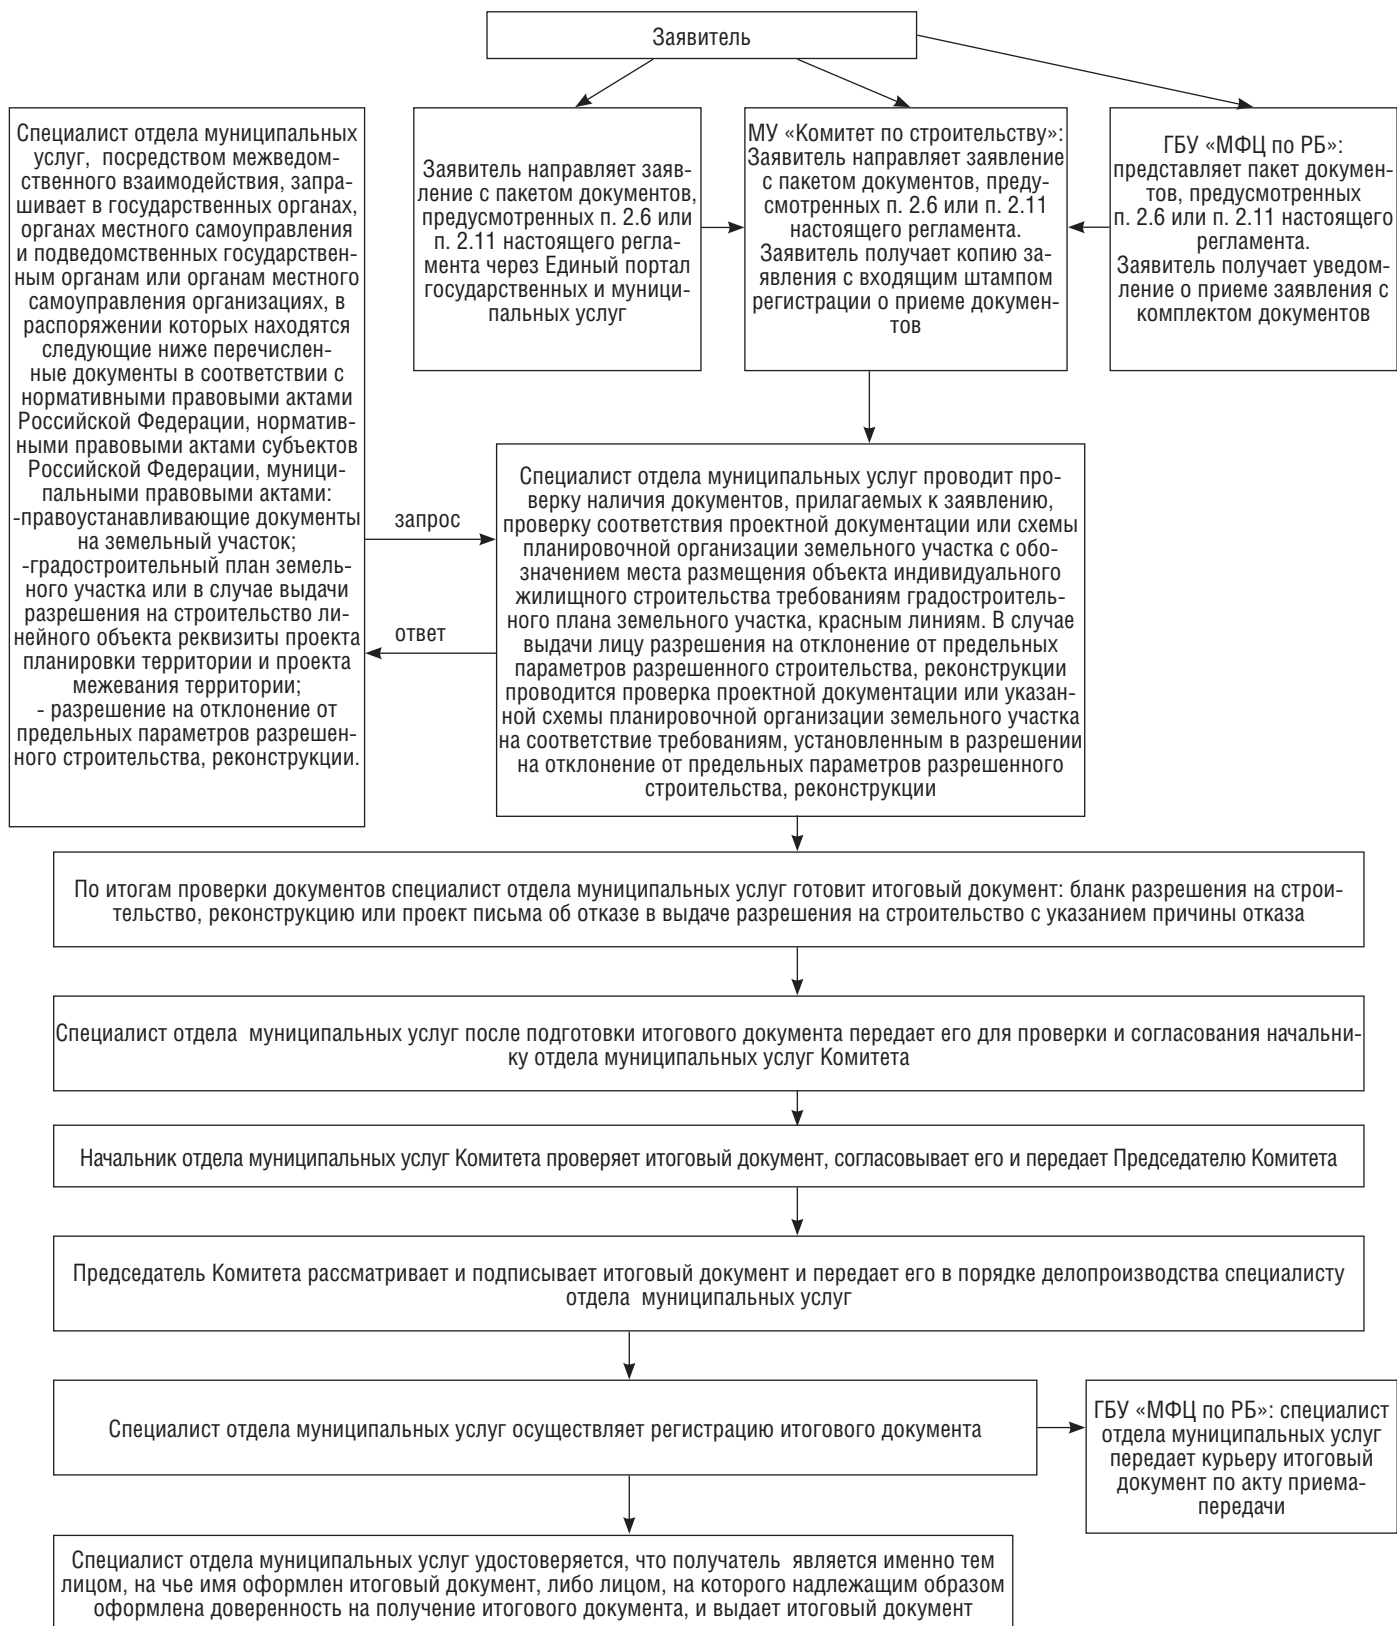 Заявитель
Специалист отдела муниципальных
услуг,  посредством межведом-
ственного взаимодействия, запра-
шивает в государственных органах,
органах местного самоуправления
и подведомственных государствен-
ным органам или органам местного
самоуправления организациях, в
распоряжении которых находятся
следующие ниже перечислен-
ные документы в соответствии с
нормативными правовыми актами
Российской Федерации, норматив-
ными правовыми актами субъектов
Российской Федерации, муници-
пальными правовыми актами:
-правоустанавливающие документы
на земельный участок;
-градостроительный план земель-
ного участка или в случае выдачи
разрешения на строительство ли-
нейного объекта реквизиты проекта
планировки территории и проекта
межевания территории;
- разрешение на отклонение от
предельных параметров разрешен-
ного строительства, реконструкции.
Заявитель направляет заяв-
ление с пакетом документов,
предусмотренных п. 2.6 или
п. 2.11 настоящего регла-
мента через Единый портал
государственных и муници-
пальных услуг
МУ «Комитет по строительству»:
Заявитель направляет заявление
с пакетом документов, преду-
смотренных п. 2.6 или п. 2.11
настоящего регламента.
Заявитель получает копию за-
явления с входящим штампом
регистрации о приеме докумен-
тов
ГБУ «МФЦ по РБ»:
представляет пакет докумен-
тов, предусмотренных
п. 2.6 или п. 2.11 настоящего
регламента.
Заявитель получает уведом-
ление о приеме заявления с
комплектом документов
запрос
ответ
Специалист отдела муниципальных услуг проводит про-
верку наличия документов, прилагаемых к заявлению,
проверку соответствия проектной документации или схемы
планировочной организации земельного участка с обо-
значением места размещения объекта индивидуального
жилищного строительства требованиям градостроитель-
ного плана земельного участка, красным линиям. В случае
выдачи лицу разрешения на отклонение от предельных
параметров разрешенного строительства, реконструкции
проводится проверка проектной документации или указан-
ной схемы планировочной организации земельного участка
на соответствие требованиям, установленным в разрешении
на отклонение от предельных параметров разрешенного
строительства, реконструкции
По итогам проверки документов специалист отдела муниципальных услуг готовит итоговый документ: бланк разрешения на строи-
тельство, реконструкцию или проект письма об отказе в выдаче разрешения на строительство с указанием причины отказа
Специалист отдела  муниципальных услуг после подготовки итогового документа передает его для проверки и согласования начальни-
ку отдела муниципальных услуг Комитета
Начальник отдела муниципальных услуг Комитета проверяет итоговый документ, согласовывает его и передает Председателю Комитета
Председатель Комитета рассматривает и подписывает итоговый документ и передает его в порядке делопроизводства специалисту
отдела  муниципальных услуг
Специалист отдела муниципальных услуг осуществляет регистрацию итогового документа
ГБУ «МФЦ по РБ»: специалист
отдела муниципальных услуг
передает курьеру итоговый
документ по акту приема-
передачи
Специалист отдела муниципальных услуг удостоверяется, что получатель  является именно тем
лицом, на чье имя оформлен итоговый документ, либо лицом, на которого надлежащим образом
оформлена доверенность на получение итогового документа, и выдает итоговый документ